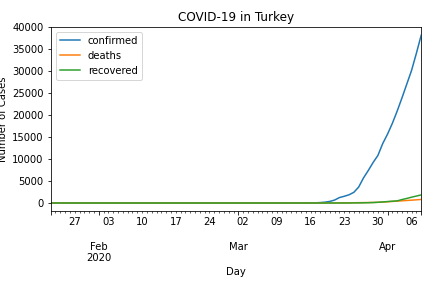 COVID-19 in Turkey
confirmed
deaths
recovered
Number of Cases
40000
35000
30000
25000
20000
15000
10000
5000
0
27 03 10 17 24 02 09 16 23 30 06
Feb Mar Apr
2020
Day